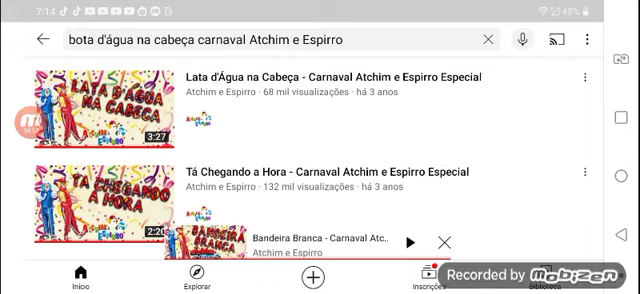 7:14
48%
bota d'água na cabeça carnaval Atchim e Espirro
LATA D'ÁGUA
NA CABEÇA
3:27
Lata d'Água na Cabeça - Carnaval Atchim e Espirro Especial
Atchim e Espirro · 68 mil visualizações · há 3 anos
TÁ CHEGANDO
A HORA
2:20
Tá Chegando a Hora - Carnaval Atchim e Espirro Especial
Atchim e Espirro · 132 mil visualizações · há 3 anos
BANDEIRA
BRANCA
Bandeira Branca - Carnaval Atc..
Atchim e Espirro
Início
Explorar
Inscrições
Biblioteca
Recorded by
MOBIZEN